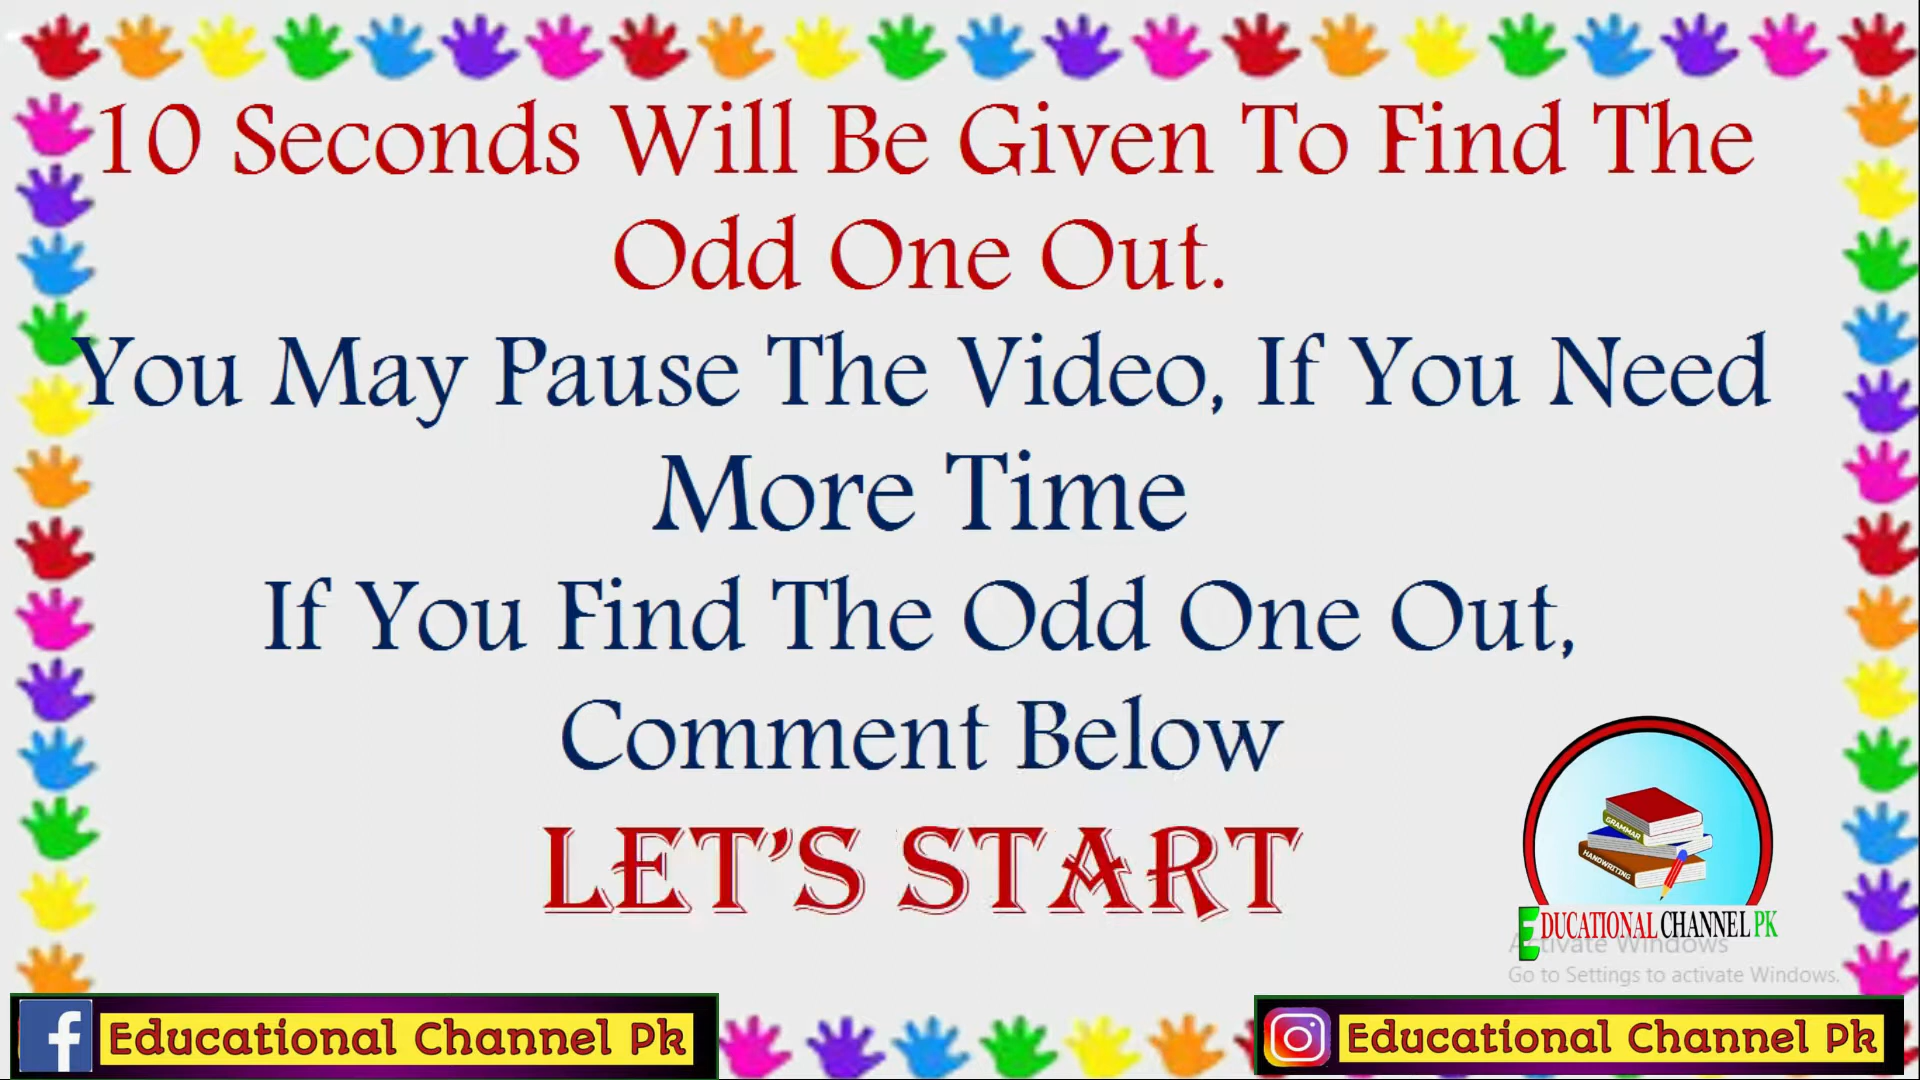 10 Seconds Will Be Given To Find The
Odd One Out.
You May Pause The Video, If You Need
More Time
If You Find The Odd One Out,
Comment Below
LET'S START
GRAMMAR
HANDWRITING
EDUCATIONAL CHANNEL PK
Activate Windows
Go to Settings to activate Windows.
f Educational Channel Pk
Educational Channel Pk